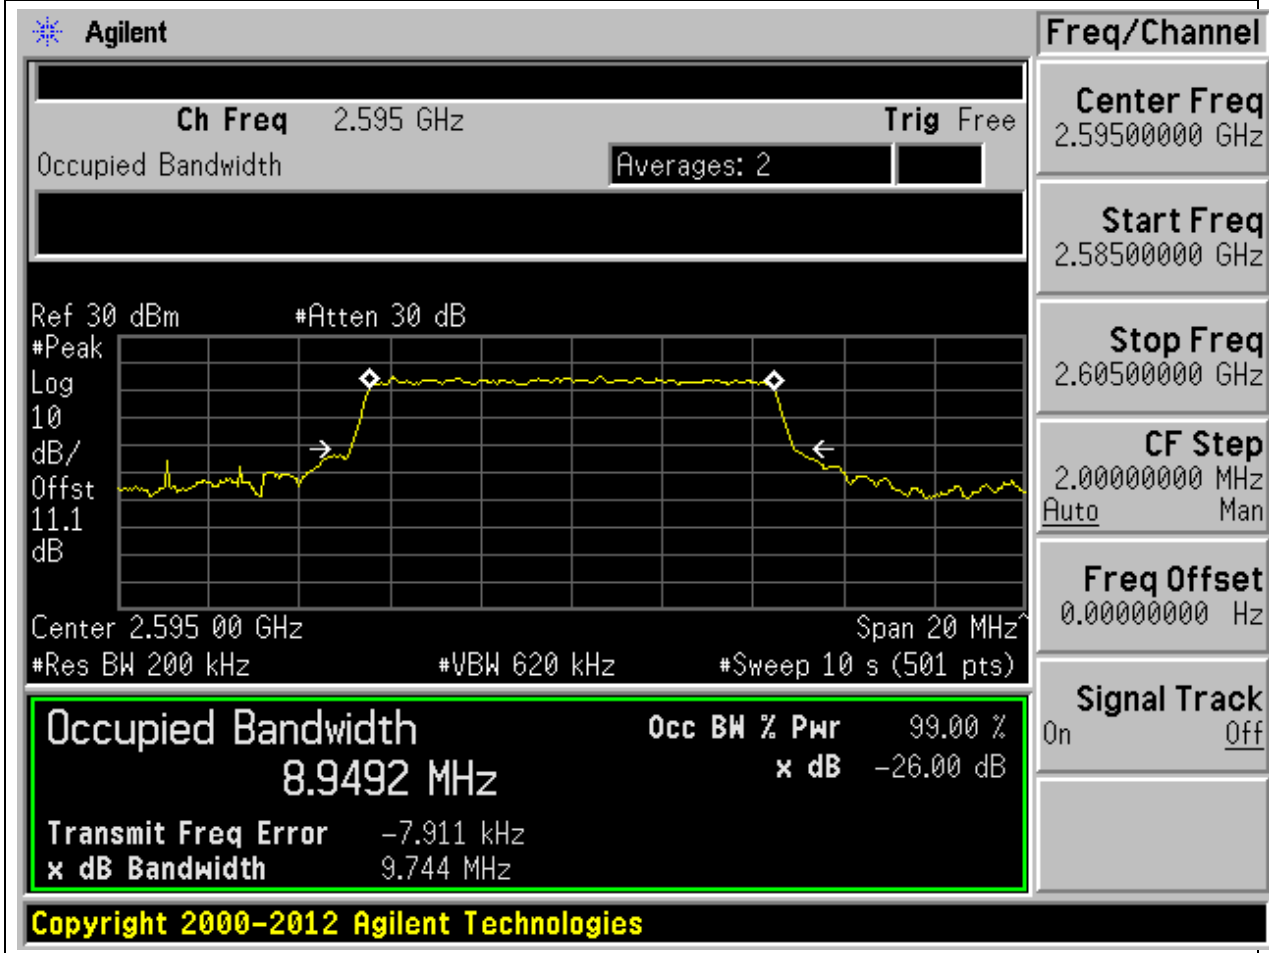 Agilent
Freq/Channel
Ch Freq 2.595 GHz Trig Free
Occupied Bandwidth Averages: 2
Center Freq
2.59500000 GHz
Start Freq
2.58500000 GHz
Stop Freq
2.60500000 GHz
CF Step
2.00000000 MHz
Auto Man
Freq Offset
0.00000000 Hz
Signal Track
On Off
Ref 30 dBm #Atten 30 dB
#Peak
Log
10
dB/
Offst
11.1
dB
Center 2.595 00 GHz Span 20 MHz^
#Res BW 200 kHz #VBW 620 kHz #Sweep 10 s (501 pts)
Occupied Bandwidth
8.9492 MHz
Occ BW % Pwr 99.00 %
x dB -26.00 dB
Transmit Freq Error -7.911 kHz
x dB Bandwidth 9.744 MHz
Copyright 2000-2012 Agilent Technologies